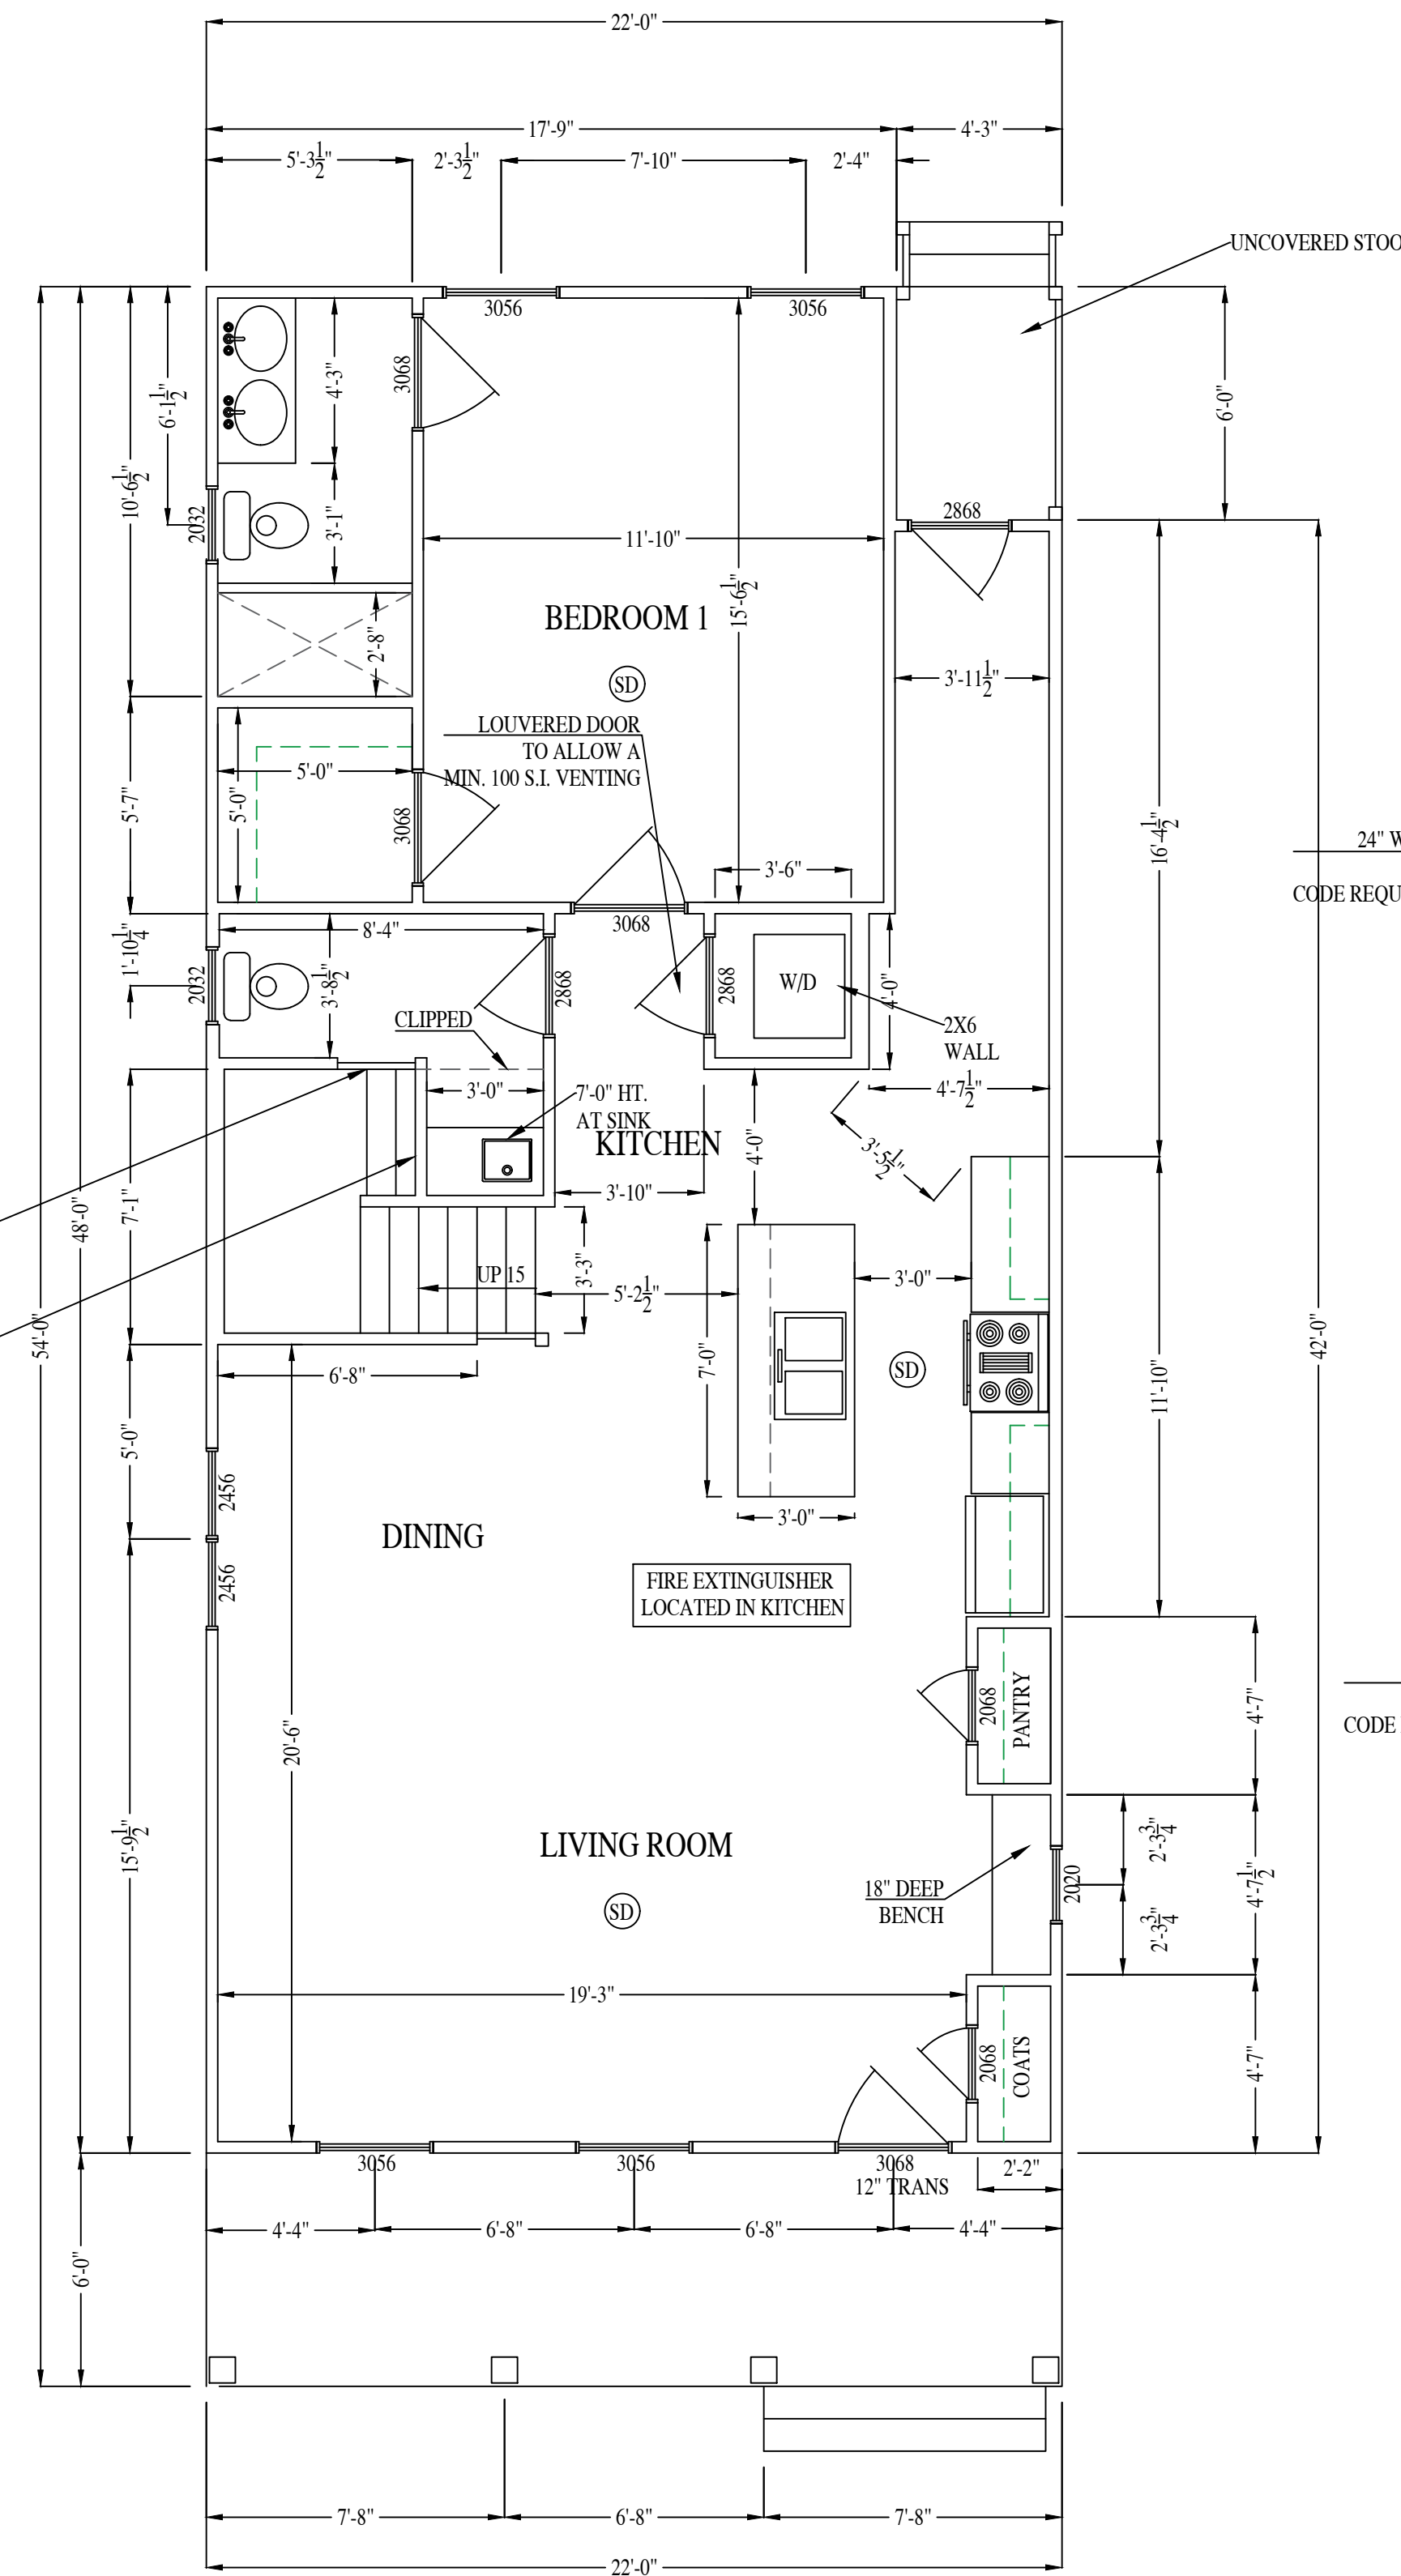 22'-0"
17'-9"
4'-3"
5'-3 1/2"
2'-3 1/2"
7'-10"
2'-4"
UNCOVERED STOO
3056
3056
3068
4'-3"
6'-1 1/2"
6'-0"
10'-6 1/2"
2032
3'-1"
2868
11'-10"
15'-6 1/2"
BEDROOM 1
2'-8"
SD
3'-11 1/2"
LOUVERED DOOR
TO ALLOW A
MIN. 100 S.I. VENTING
5'-0"
5'-0"
5'-7"
3068
16'-4 1/2"
24" W
CODE REQU
3'-6"
3068
8'-4"
1'-10 1/4"
2032
3'-8 1/2"
2868
2868
W/D
4'-0"
CLIPPED
2X6
WALL
3'-0"
7'-0" HT.
AT SINK
4'-7 1/2"
KITCHEN
4'-0"
3'-5 1/2"
3'-10"
7'-1"
48'-0"
UP 15
3'-3"
5'-2 1/2"
3'-0"
54'-0"
42'-0"
6'-8"
7'-0"
SD
11'-10"
5'-0"
2456
3'-0"
DINING
2456
FIRE EXTINGUISHER
LOCATED IN KITCHEN
2068
PANTRY
4'-7"
CODE
20'-6"
15'-9 1/2"
LIVING ROOM
2'-3 3/4"
18" DEEP
BENCH
2020
4'-7 1/2"
SD
2'-3 3/4"
19'-3"
2068
COATS
4'-7"
3056
3056
3068
12" TRANS
2'-2"
4'-4"
6'-8"
6'-8"
4'-4"
6'-0"
7'-8"
6'-8"
7'-8"
22'-0"